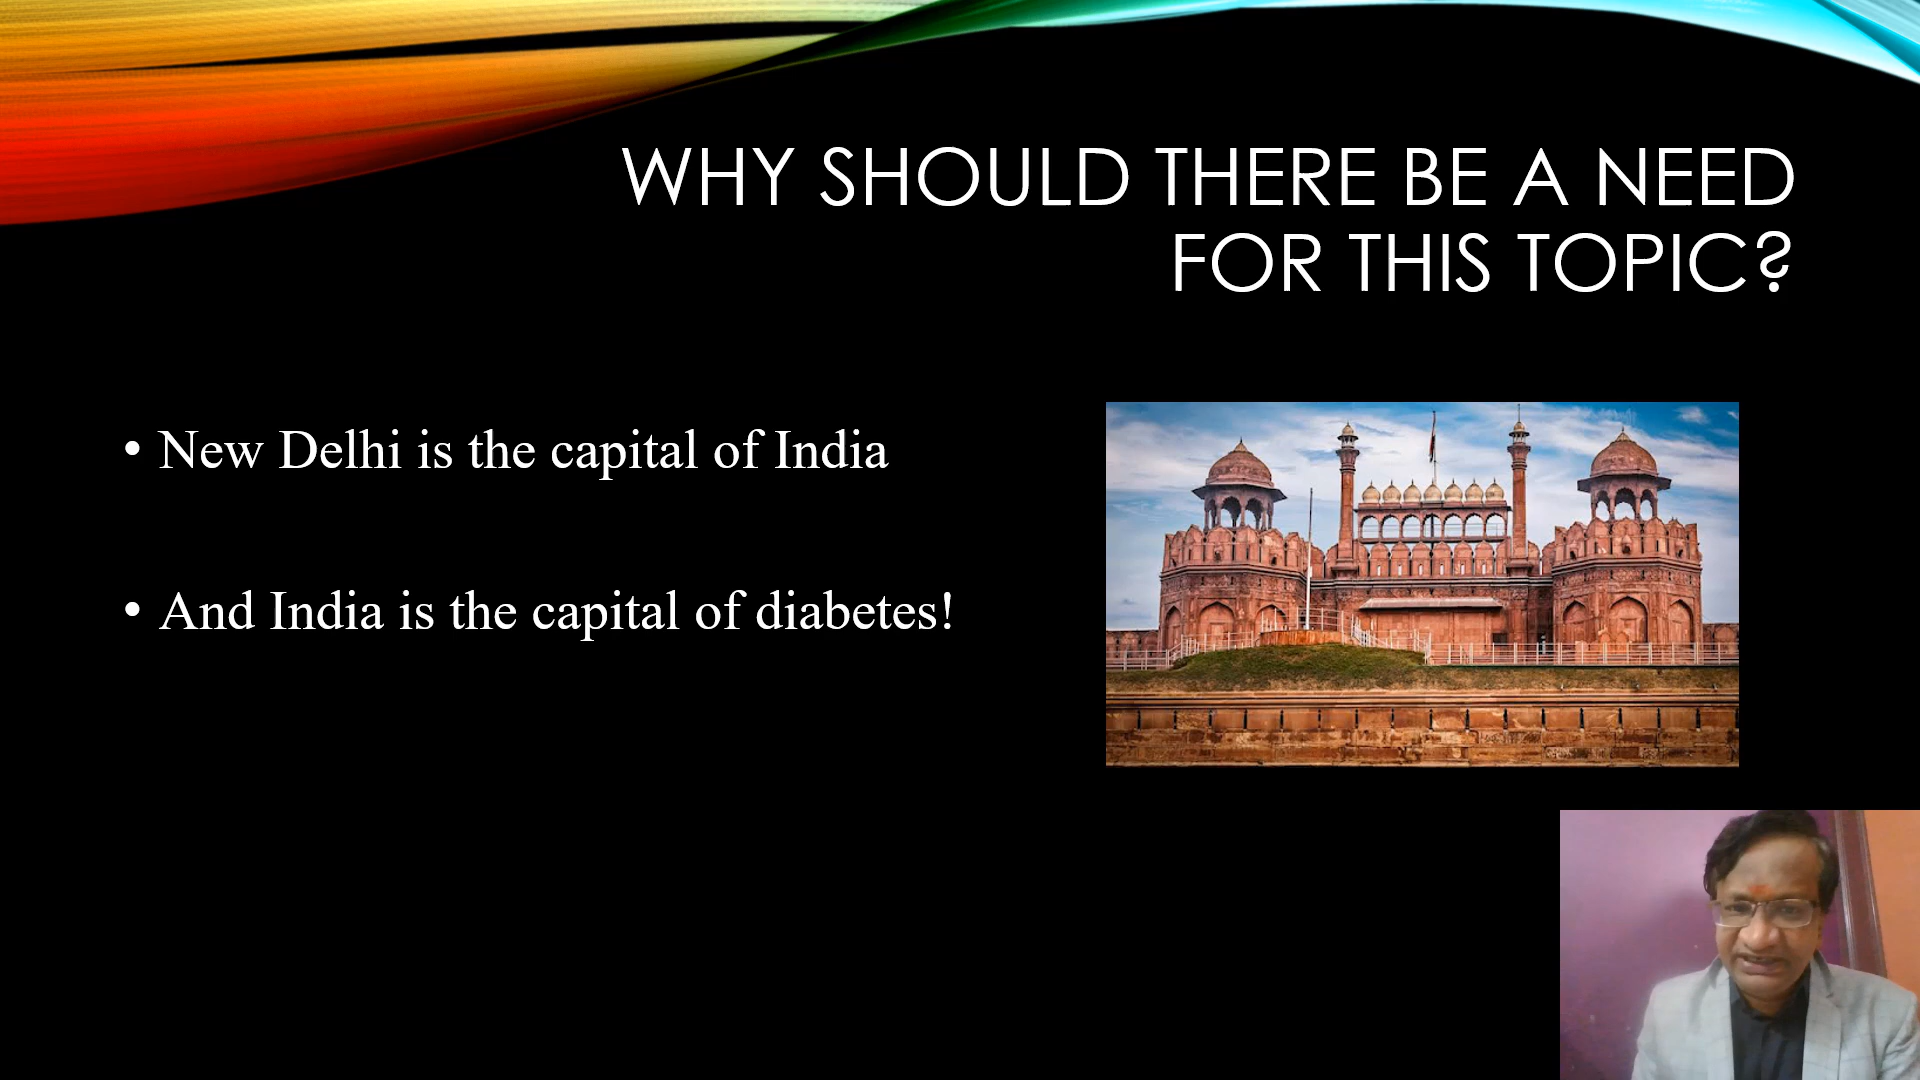 WHY SHOULD THERE BE A NEED
FOR THIS TOPIC?
• New Delhi is the capital of India
• And India is the capital of diabetes!